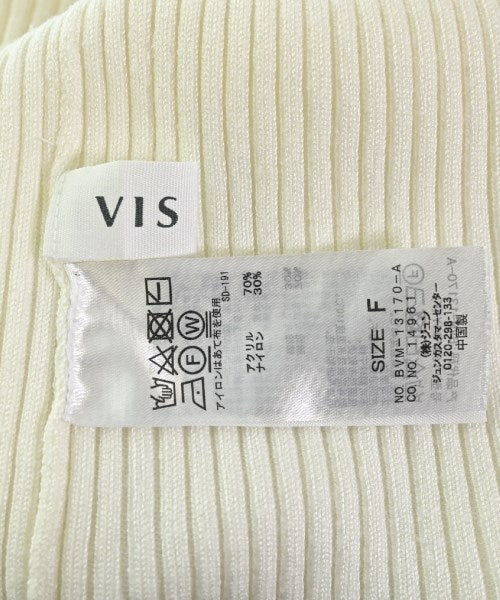 VIS
アイロンはあて布を使用
SD-191
アクリル 70%
ナイロン 30%
SIZE F
NO. BVM-13170-A
CO. NO. 14961
(株)ジュン
ジュンカスタマーセンター
0120-298-133
中国製